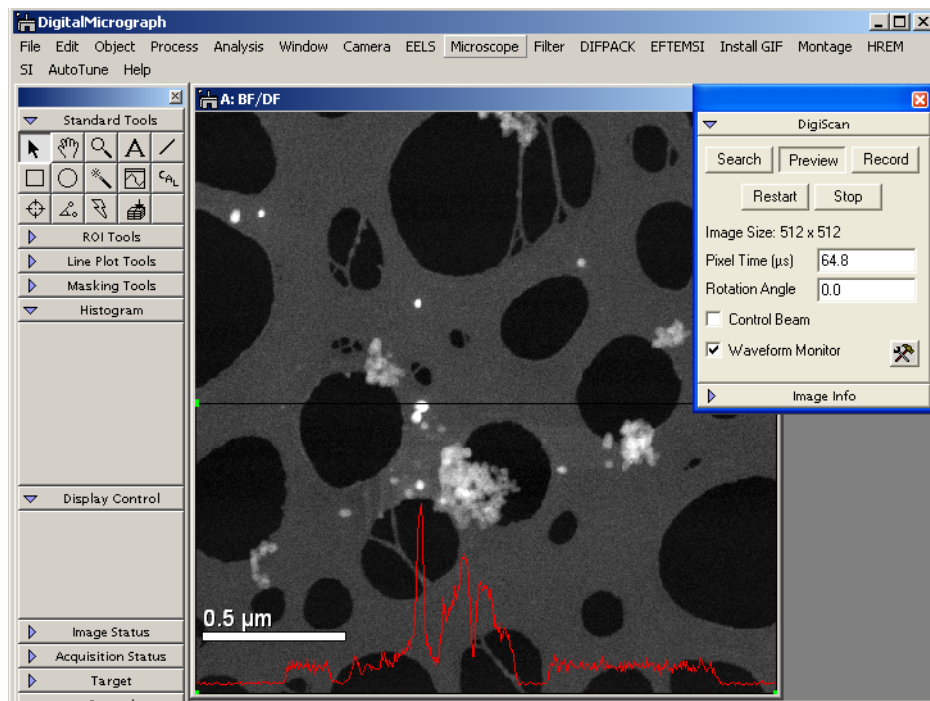 DigitalMicrograph
File Edit Object Process Analysis Window Camera EELS Microscope Filter DIFPACK EFTEMSI Install GIF Montage HREM
SI AutoTune Help
Standard Tools
A
CAL
ROI Tools
Line Plot Tools
Masking Tools
Histogram
Display Control
Image Status
Acquisition Status
Target
A: BF/DF
0.5 µm
DigiScan
Search Preview Record
Restart Stop
Image Size: 512 x 512
Pixel Time (µs) 64.8
Rotation Angle 0.0
Control Beam
Waveform Monitor
Image Info